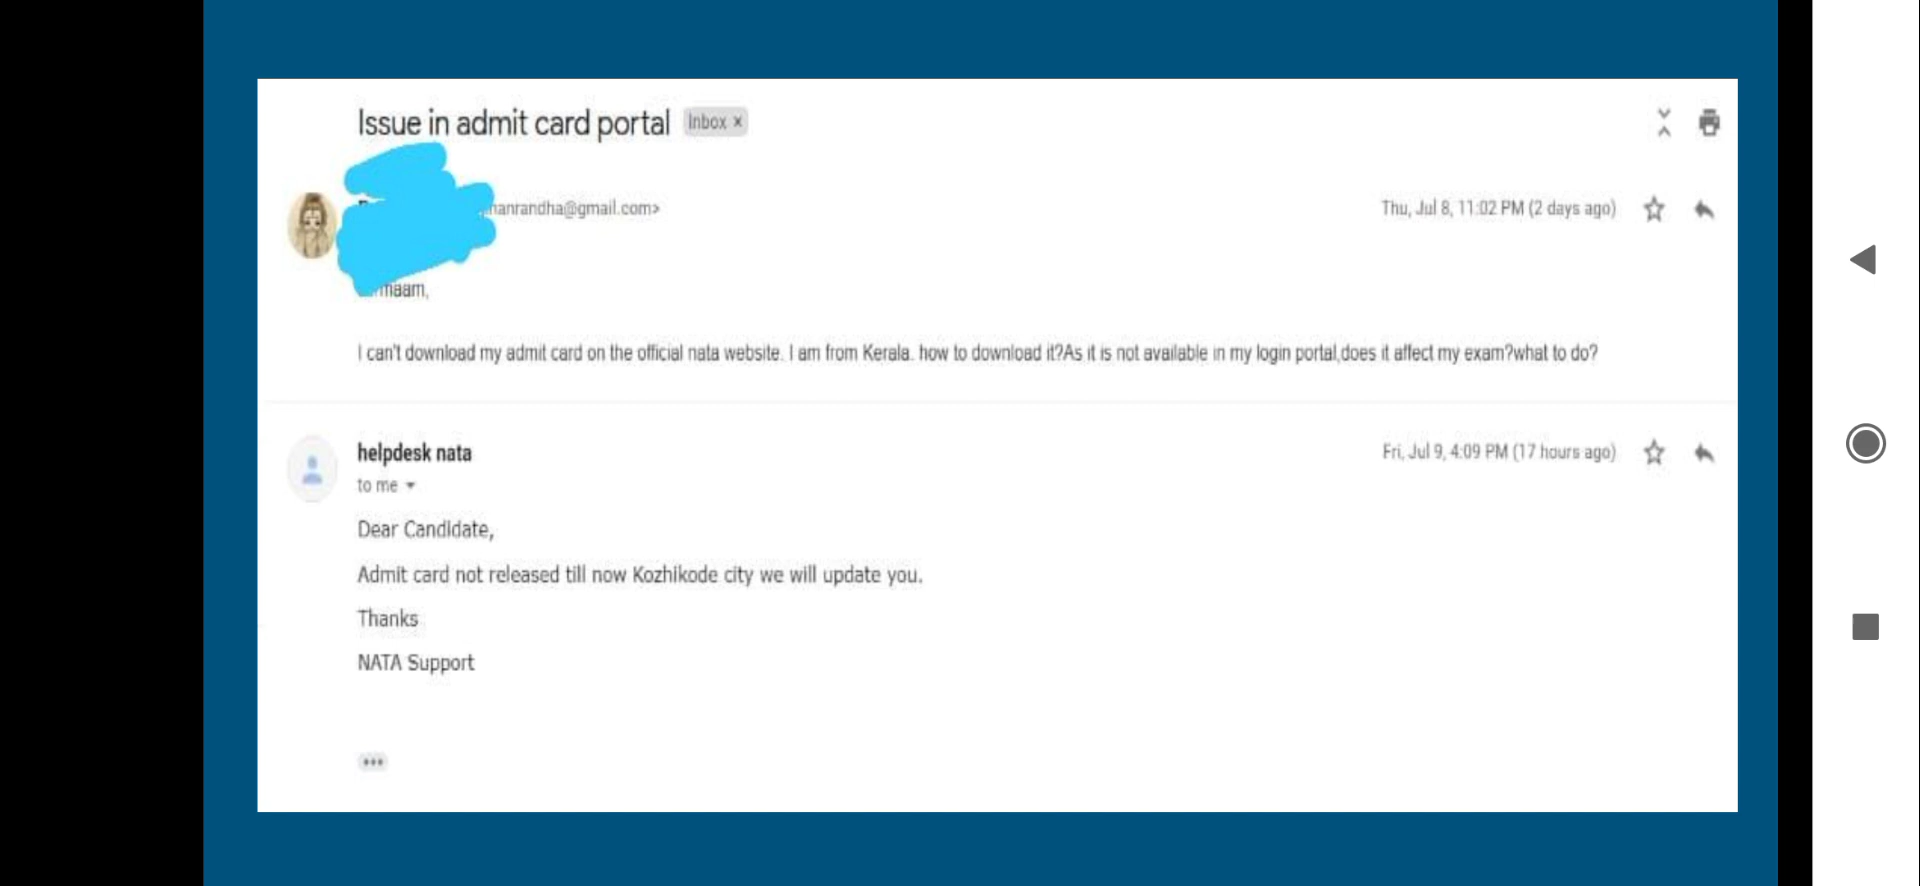 Issue in admit card portal Inbox ×
hanrandha@gmail.com> Thu, Jul 8, 11:02 PM (2 days ago)
maam,
I can't download my admit card on the official nata website. I am from Kerala. how to download it?As it is not available in my login portal,does it affect my exam?what to do?
helpdesk nata Fri, Jul 9, 4:09 PM (17 hours ago)
to me
Dear Candidate,
Admit card not released till now Kozhikode city we will update you.
Thanks
NATA Support